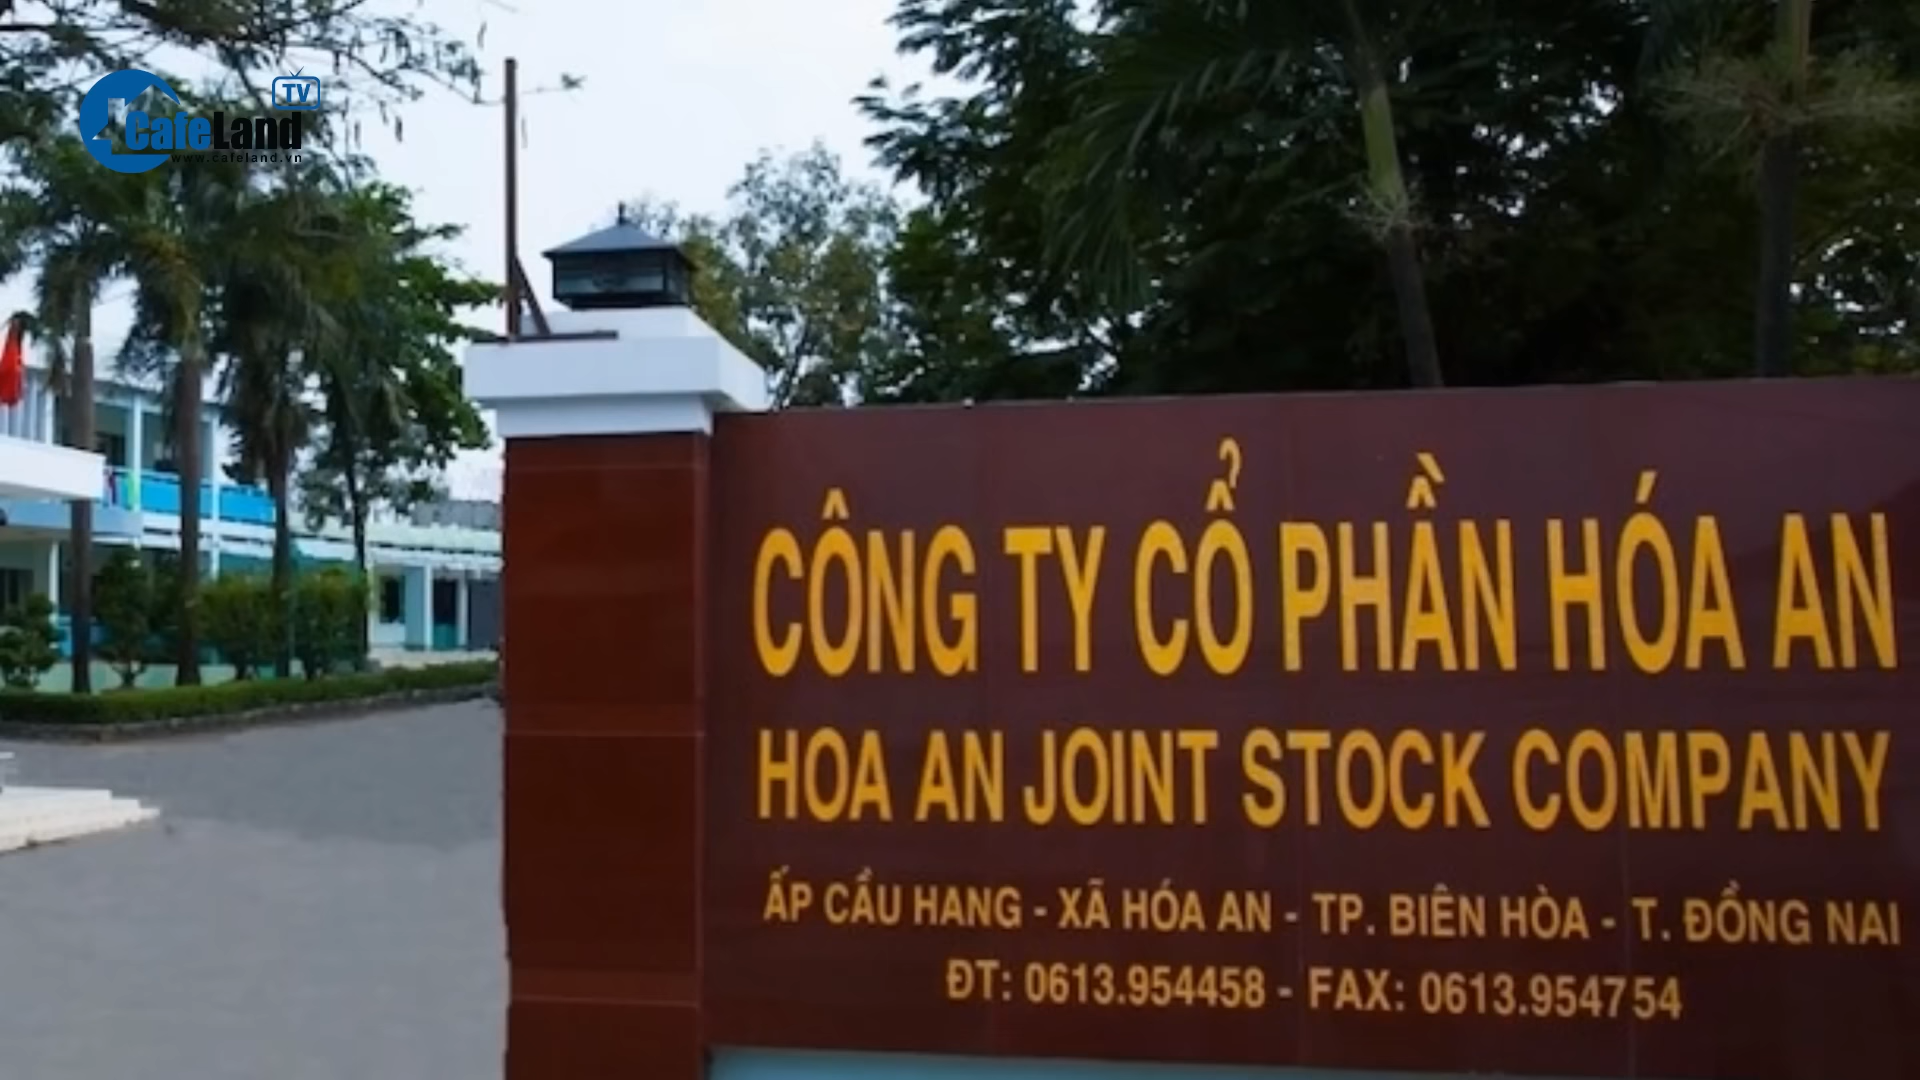 TV
CafeLand
www.cafeland.vn
CÔNG TY CỔ PHẦN HÓA AN
HOA AN JOINT STOCK COMPANY
ẤP CẦU HANG - XÃ HÓA AN - TP. BIÊN HÒA - T. ĐỒNG NAI
ĐT: 0613.954458 - FAX: 0613.954754